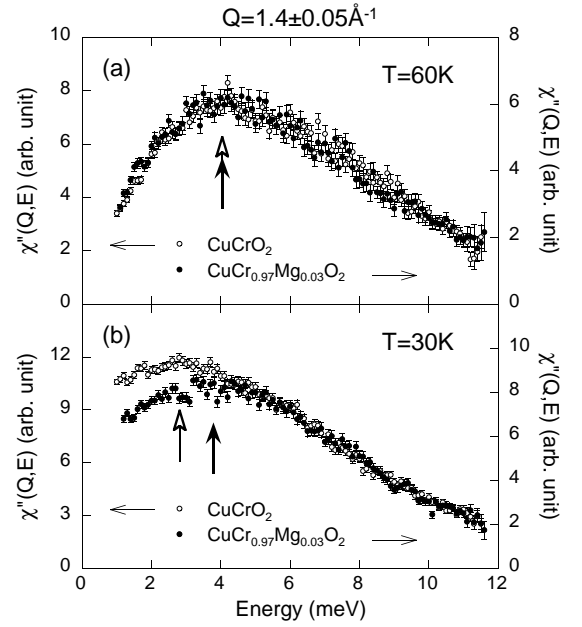 Q=1.4±0.05Å⁻¹
(a)
T=60K
10
8
6
4
2
0
8
6
4
2
0
χ"(Q,E) (arb. unit)
χ"(Q,E) (arb. unit)
CuCrO₂
CuCr₀.₉₇Mg₀.₀₃O₂
(b)
T=30K
12
9
6
3
0
10
8
6
4
2
0
χ"(Q,E) (arb. unit)
χ"(Q,E) (arb. unit)
CuCrO₂
CuCr₀.₉₇Mg₀.₀₃O₂
0
2
4
6
8
10
12
Energy (meV)